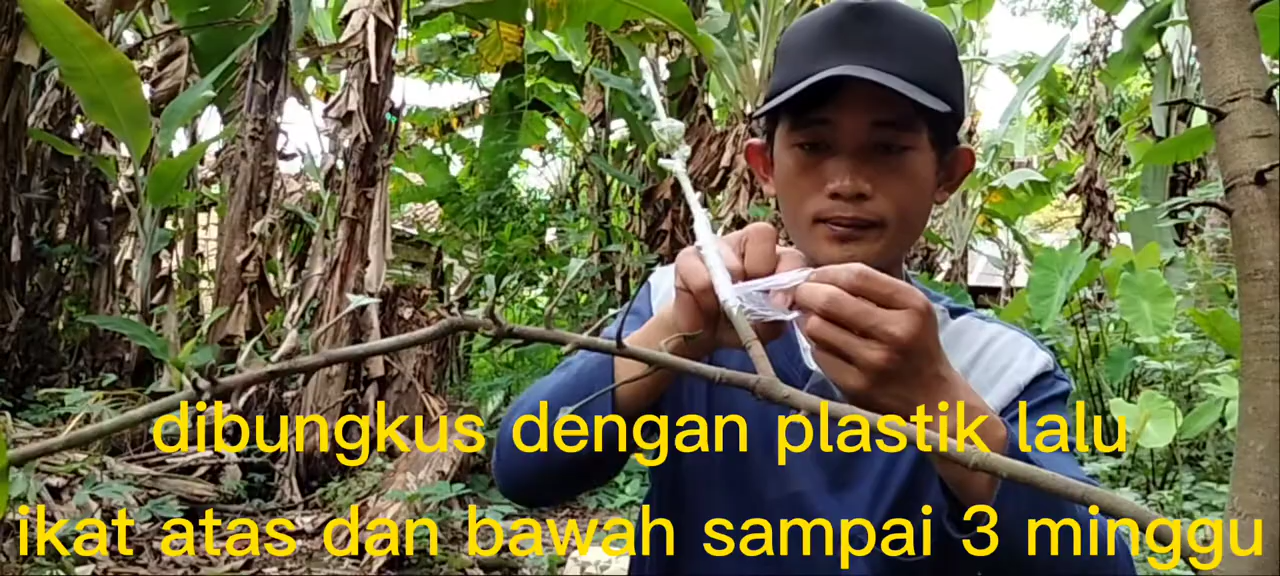 dibungkus dengan plastik lalu
ikat atas dan bawah sampai 3 minggu